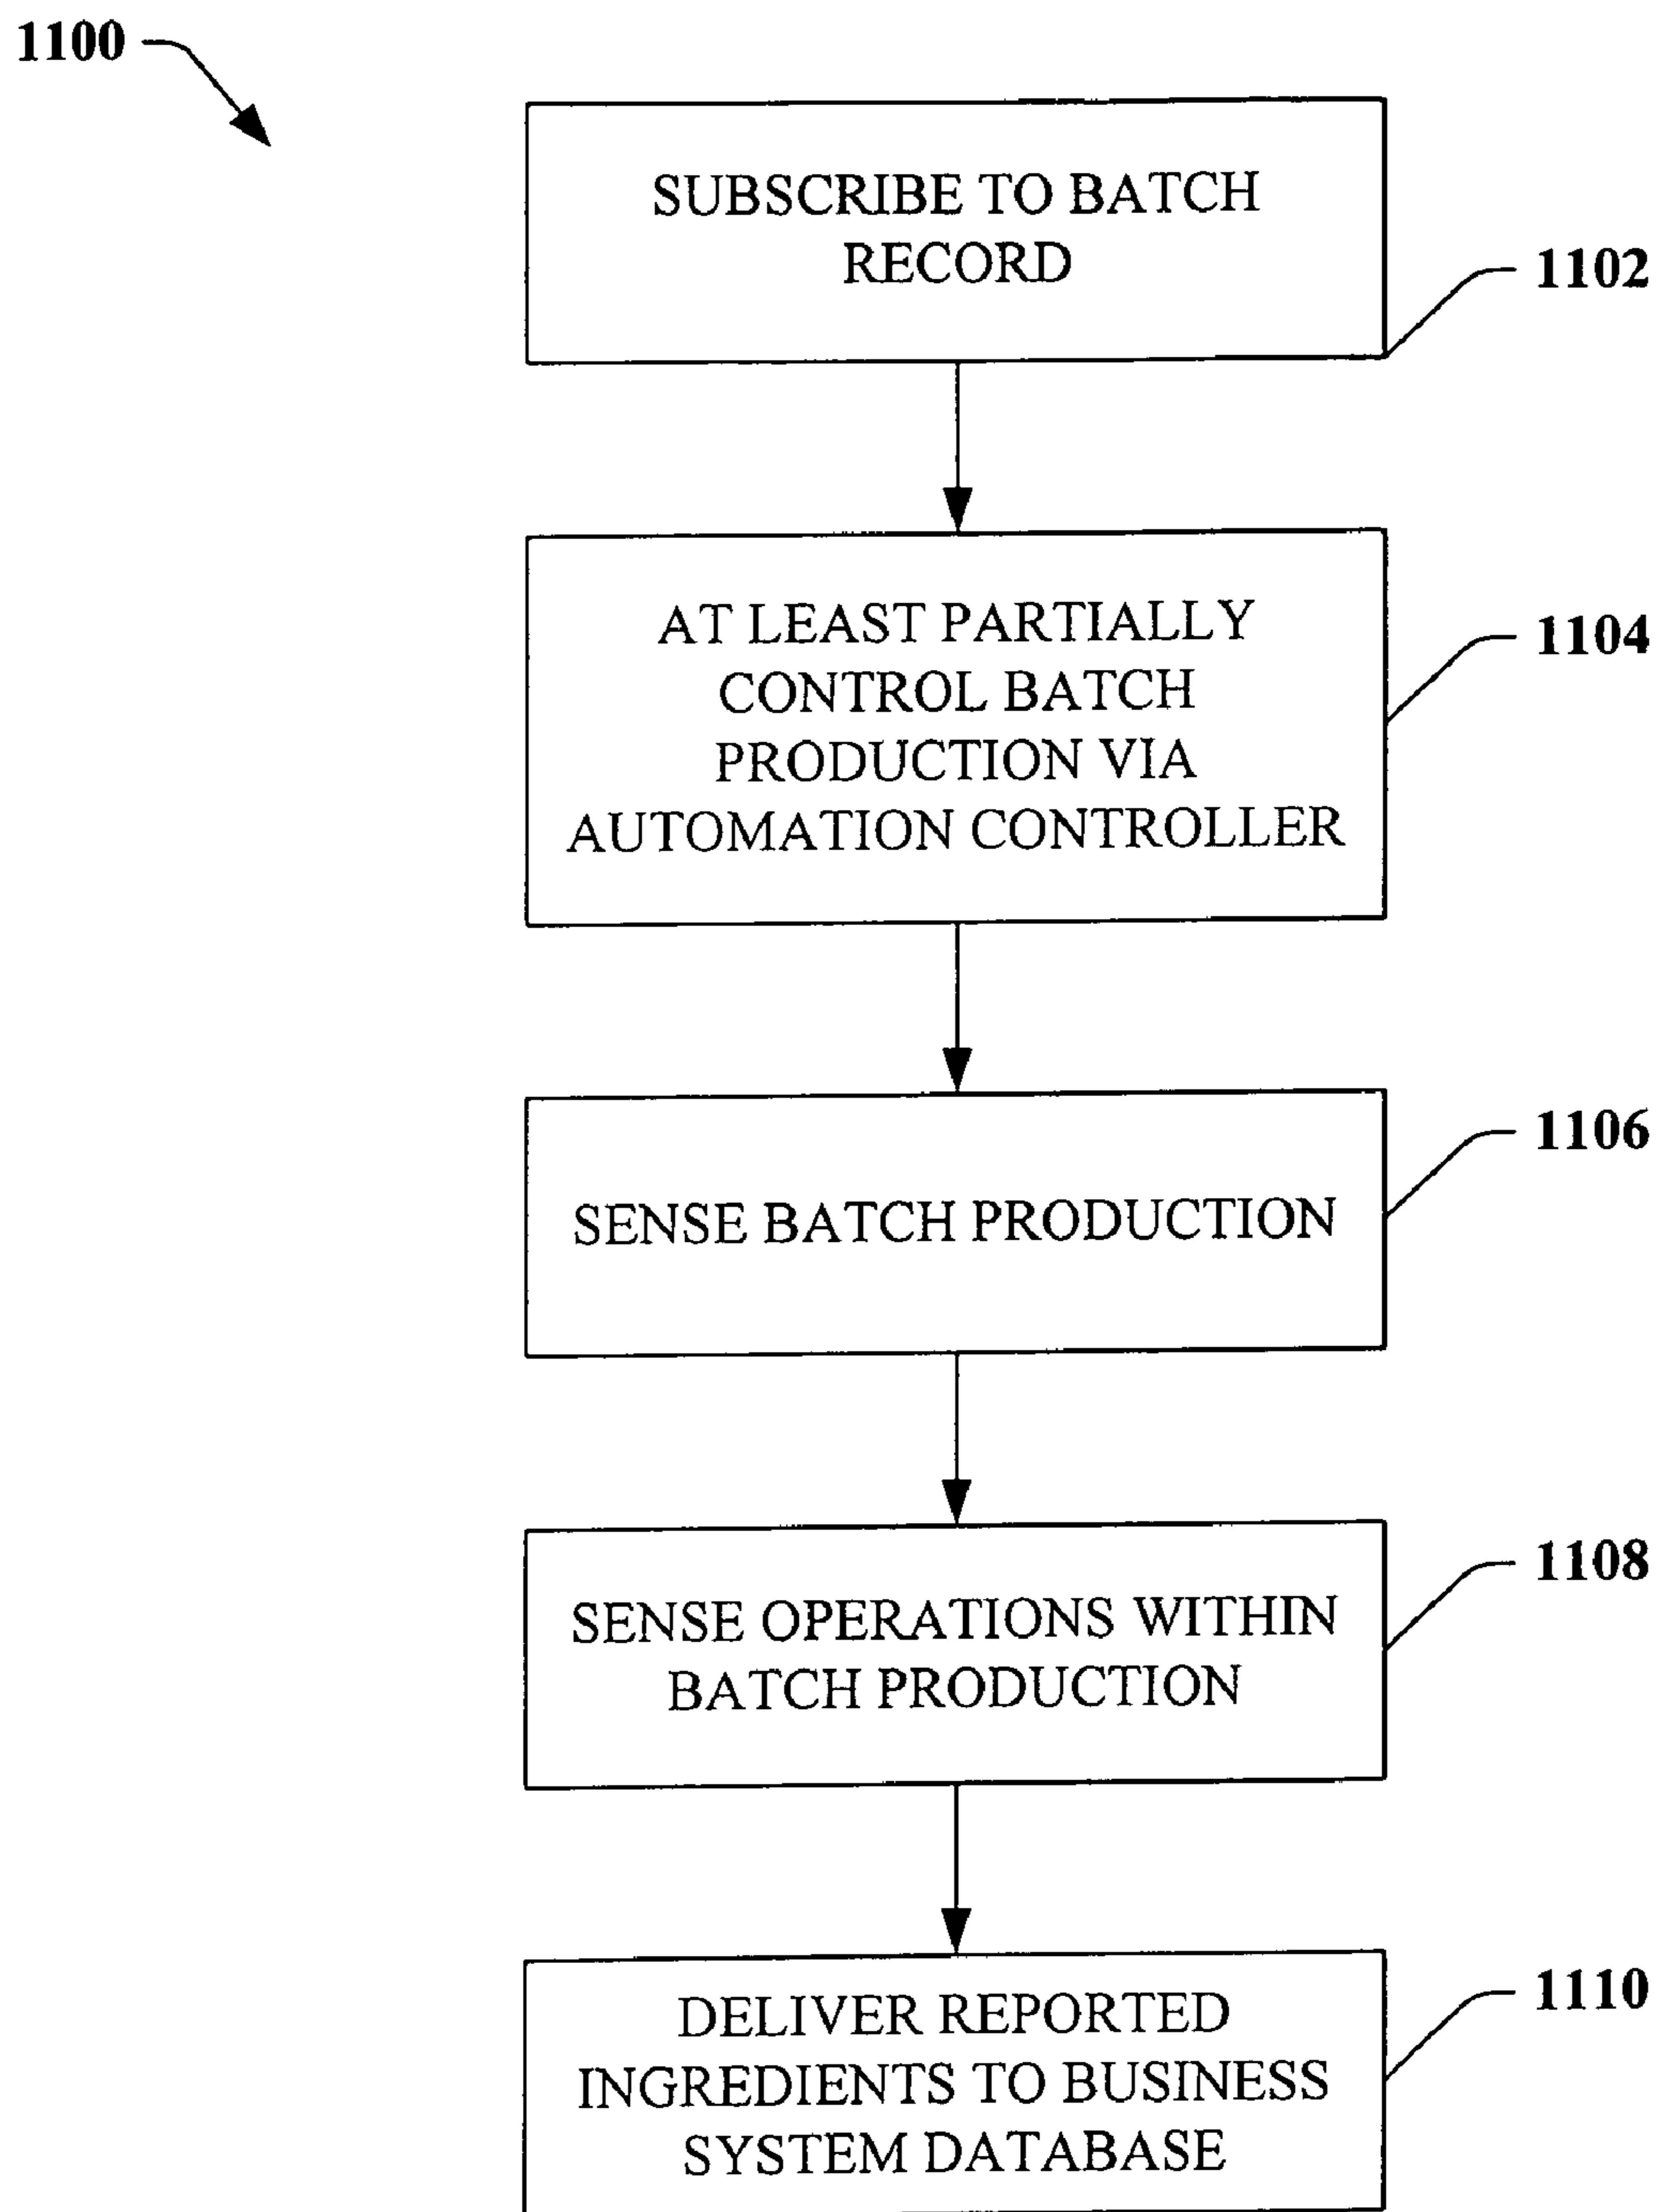 1100
SUBSCRIBE TO BATCH
RECORD
1102
AT LEAST PARTIALLY
CONTROL BATCH
PRODUCTION VIA
AUTOMATION CONTROLLER
1104
SENSE BATCH PRODUCTION
1106
SENSE OPERATIONS WITHIN
BATCH PRODUCTION
1108
DELIVER REPORTED
INGREDIENTS TO BUSINESS
SYSTEM DATABASE
1110